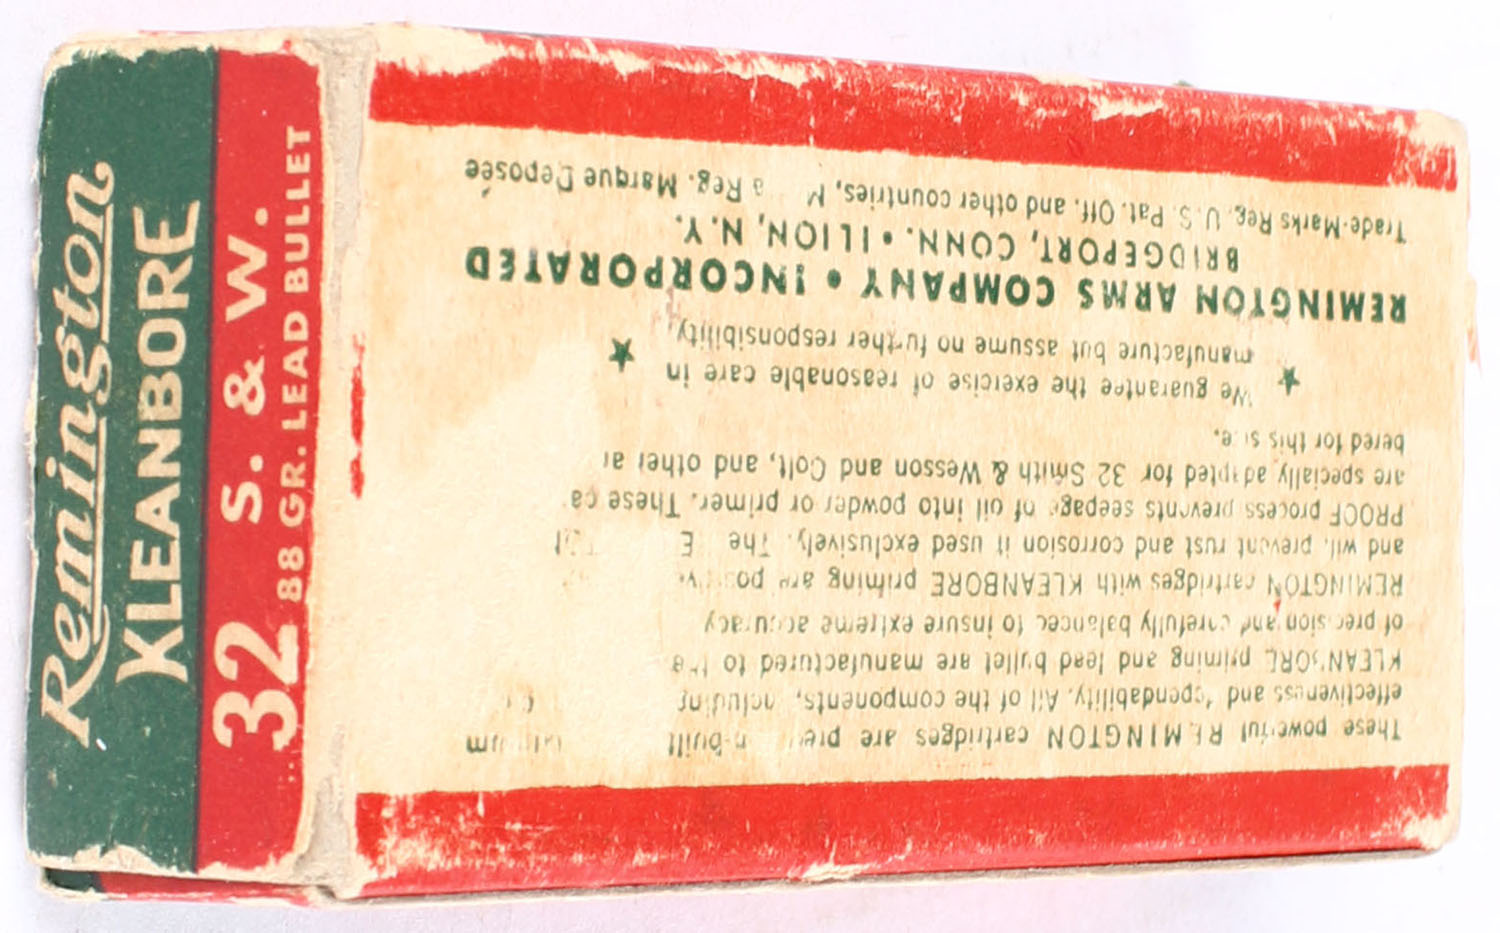 Remington
KLEANBORE
32 S. & W.
88 GR. LEAD BULLET
These powerful REMINGTON cartridges are
effectiveness and dependability. All of the components, including
KLEANBORE priming and lead bullet are manufactured to
of precision and carefully balanced to insure extreme accuracy
REMINGTON cartridges with KLEANBORE priming are
and will prevent rust and corrosion if used exclusively. The
PROOF process prevents seepage of oil into powder or primer. These
are specially adapted for 32 Smith & Wesson and Colt, and other
bered for this size.
★ We guarantee the exercise of reasonable care in ★
manufacture but assume no further responsibility.
REMINGTON ARMS COMPANY • INCORPORATED
BRIDGEPORT, CONN. • ILION, N.Y.
Trade-Marks Reg. U.S. Pat. Off. and other countries, Reg. Marque Deposée